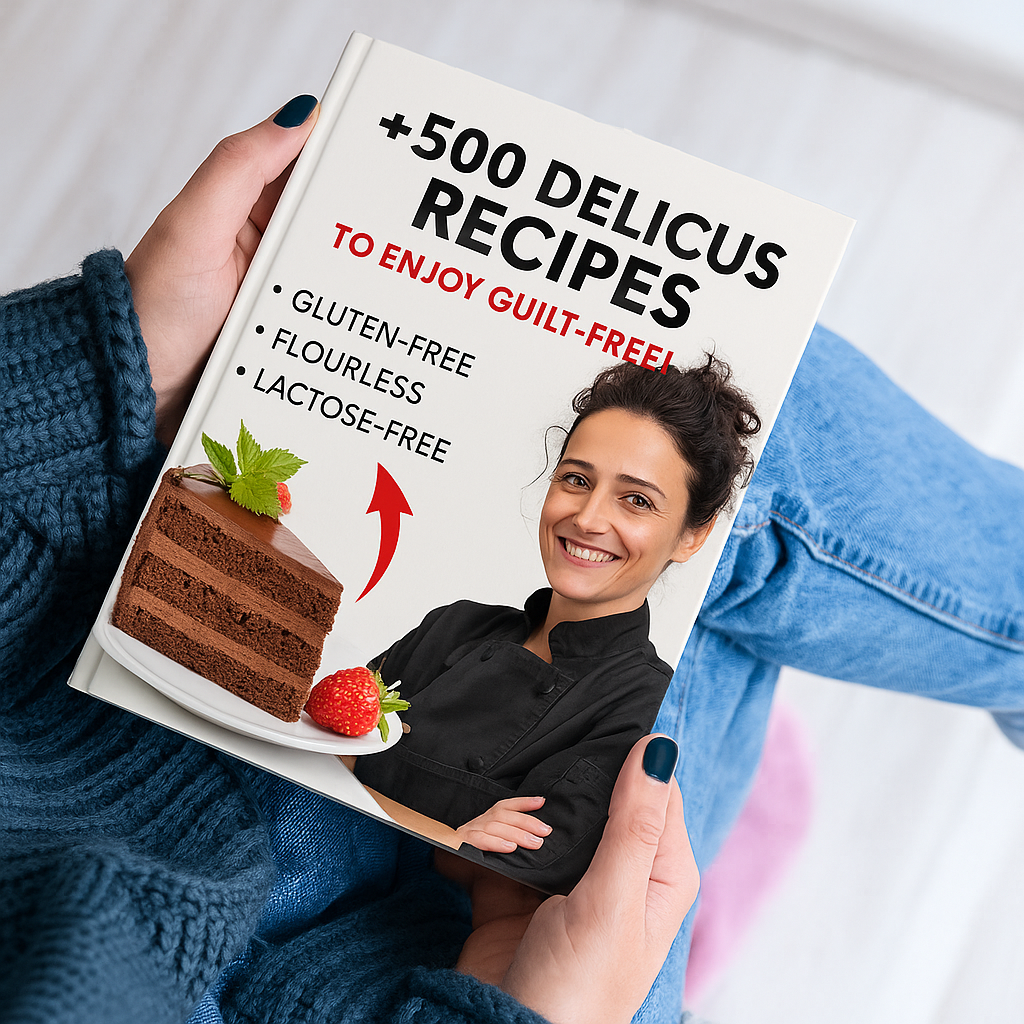 +500 DELICUS
RECIPES
TO ENJOY GUILT-FREE!
• GLUTEN-FREE
• FLOURLESS
• LACTOSE-FREE